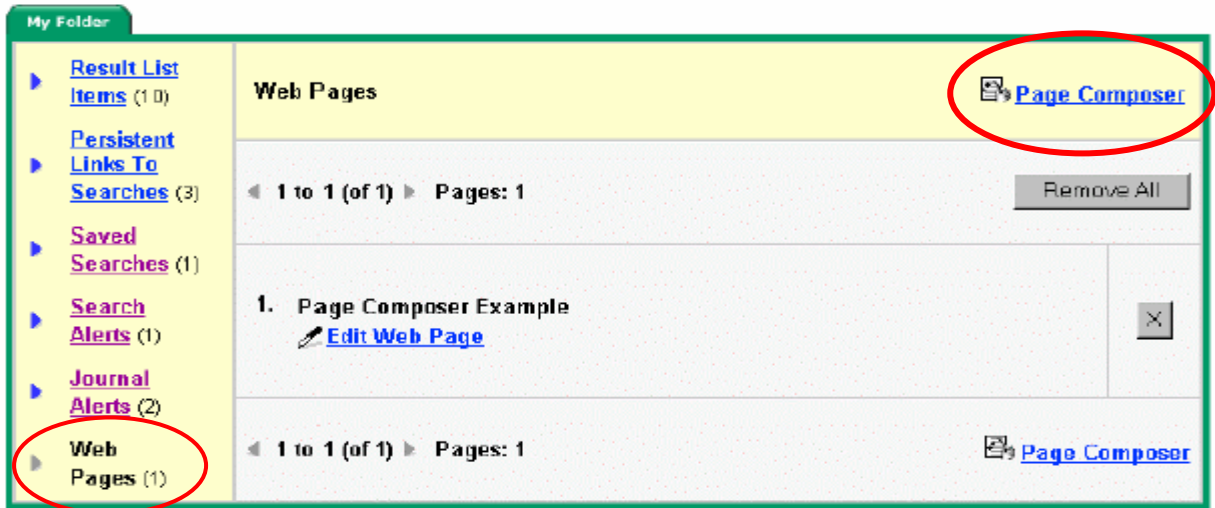 My Folder
Result List
Items (10)
Persistent
Links To
Searches (3)
Saved
Searches (1)
Search
Alerts (1)
Journal
Alerts (2)
Web
Pages (1)
Web Pages
Page Composer
1 to 1 (of 1) Pages: 1
Remove All
1. Page Composer Example
Edit Web Page
X
1 to 1 (of 1) Pages: 1
Page Composer